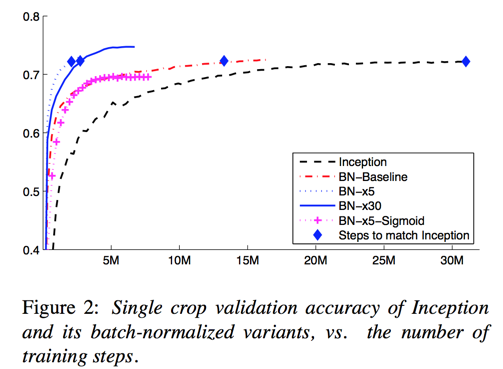 0.8
0.7
0.6
0.5
0.4
5M 10M 15M 20M 25M 30M
Inception
BN−Baseline
BN−x5
BN−x30
BN−x5−Sigmoid
Steps to match Inception
Figure 2: Single crop validation accuracy of Inception
and its batch-normalized variants, vs. the number of
training steps.